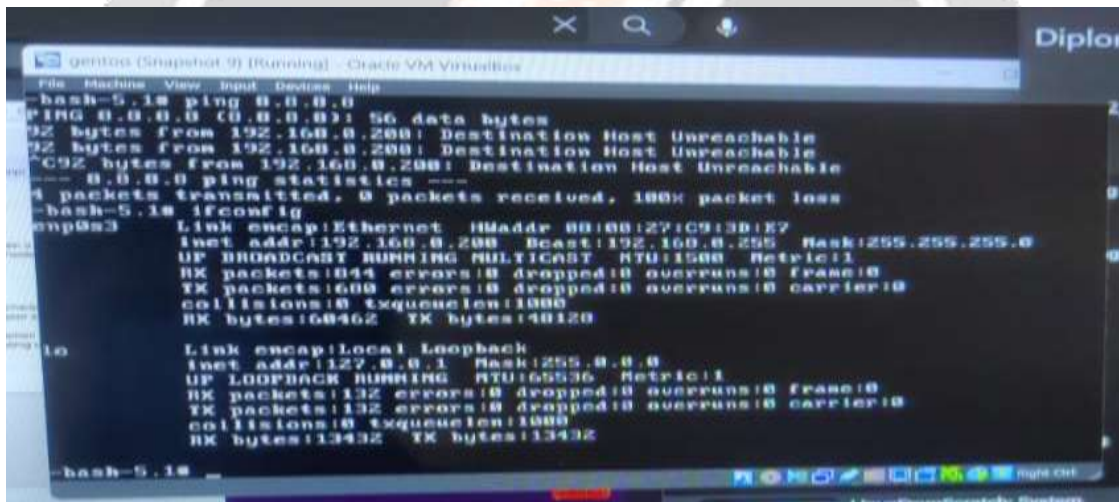 Diplo
gentoo (Snapshot 9) [Running] - Oracle VM VirtualBox
File Machine View Input Devices Help
-bash-5.1# ping 8.8.8.8
PING 8.8.8.8 (8.8.8.8): 56 data bytes
92 bytes from 192.168.0.200: Destination Host Unreachable
92 bytes from 192.168.0.200: Destination Host Unreachable
^C92 bytes from 192.168.0.200: Destination Host Unreachable
--- 8.8.8.8 ping statistics ---
4 packets transmitted, 0 packets received, 100% packet loss
-bash-5.1# ifconfig
enp0s3 Link encap:Ethernet HWaddr 08:00:27:C9:3D:E7
inet addr:192.168.0.200 Bcast:192.168.0.255 Mask:255.255.255.0
UP BROADCAST RUNNING MULTICAST MTU:1500 Metric:1
RX packets:844 errors:0 dropped:0 overruns:0 frame:0
TX packets:680 errors:0 dropped:0 overruns:0 carrier:0
collisions:0 txqueuelen:1000
RX bytes:60462 TX bytes:48120
lo Link encap:Local Loopback
inet addr:127.0.0.1 Mask:255.0.0.0
UP LOOPBACK RUNNING MTU:65536 Metric:1
RX packets:132 errors:0 dropped:0 overruns:0 frame:0
TX packets:132 errors:0 dropped:0 overruns:0 carrier:0
collisions:0 txqueuelen:1000
RX bytes:13432 TX bytes:13432
-bash-5.1# _
Right Ctrl